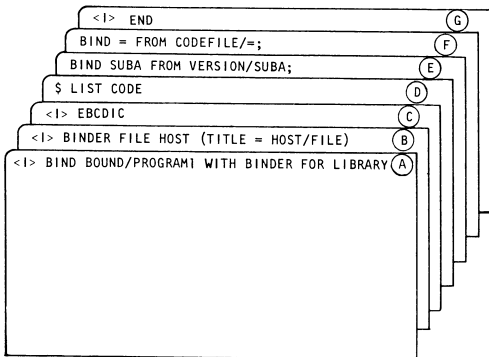 <I> END G
BIND = FROM CODEFILE/=; F
BIND SUBA FROM VERSION/SUBA; E
$ LIST CODE D
<I> EBCDIC C
<I> BINDER FILE HOST (TITLE = HOST/FILE) B
<I> BIND BOUND/PROGRAM1 WITH BINDER FOR LIBRARY A